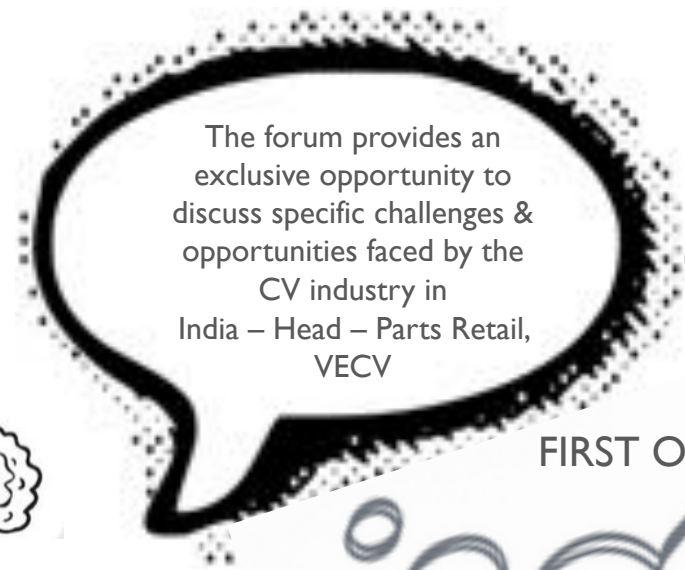 The forum provides an
exclusive opportunity to
discuss specific challenges &
opportunities faced by the
CV industry in
India – Head – Parts Retail,
VECV
FIRST O